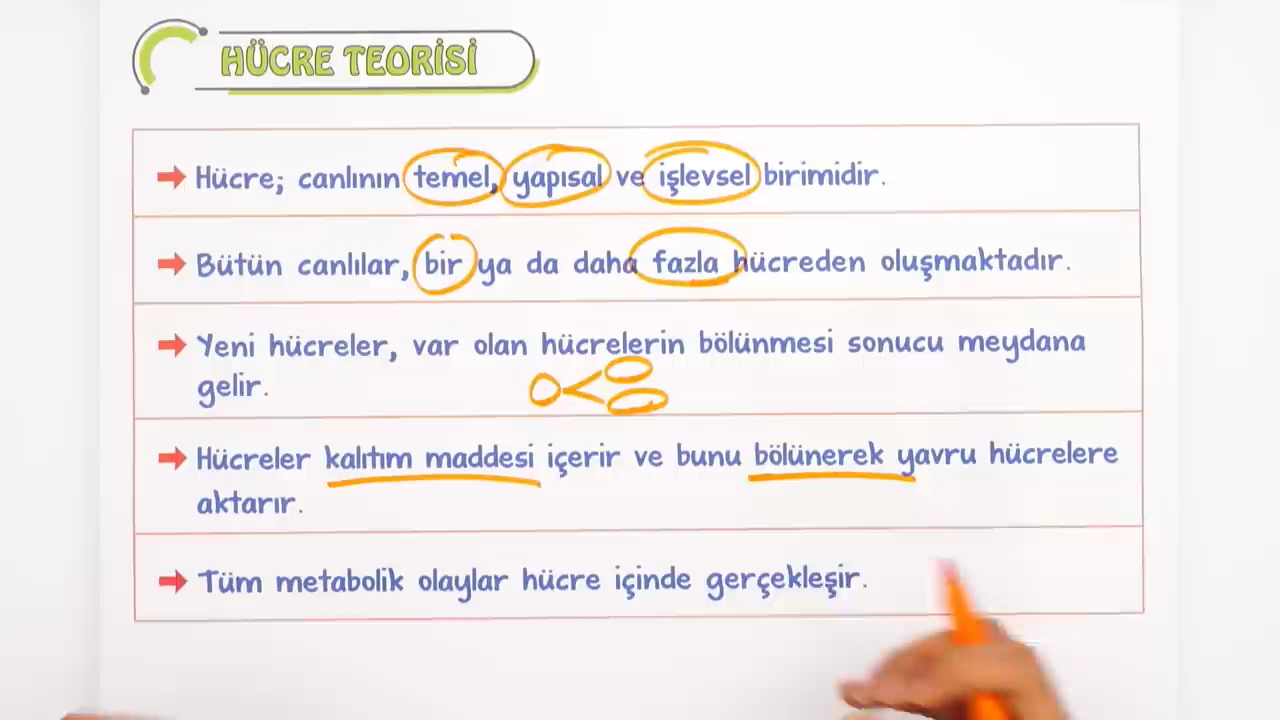 HÜCRE TEORİSİ
Hücre; canlının temel, yapısal ve işlevsel birimidir.
Bütün canlılar, bir ya da daha fazla hücreden oluşmaktadır.
Yeni hücreler, var olan hücrelerin bölünmesi sonucu meydana
gelir.
Hücreler kalıtım maddesi içerir ve bunu bölünerek yavru hücrelere
aktarır.
Tüm metabolik olaylar hücre içinde gerçekleşir.